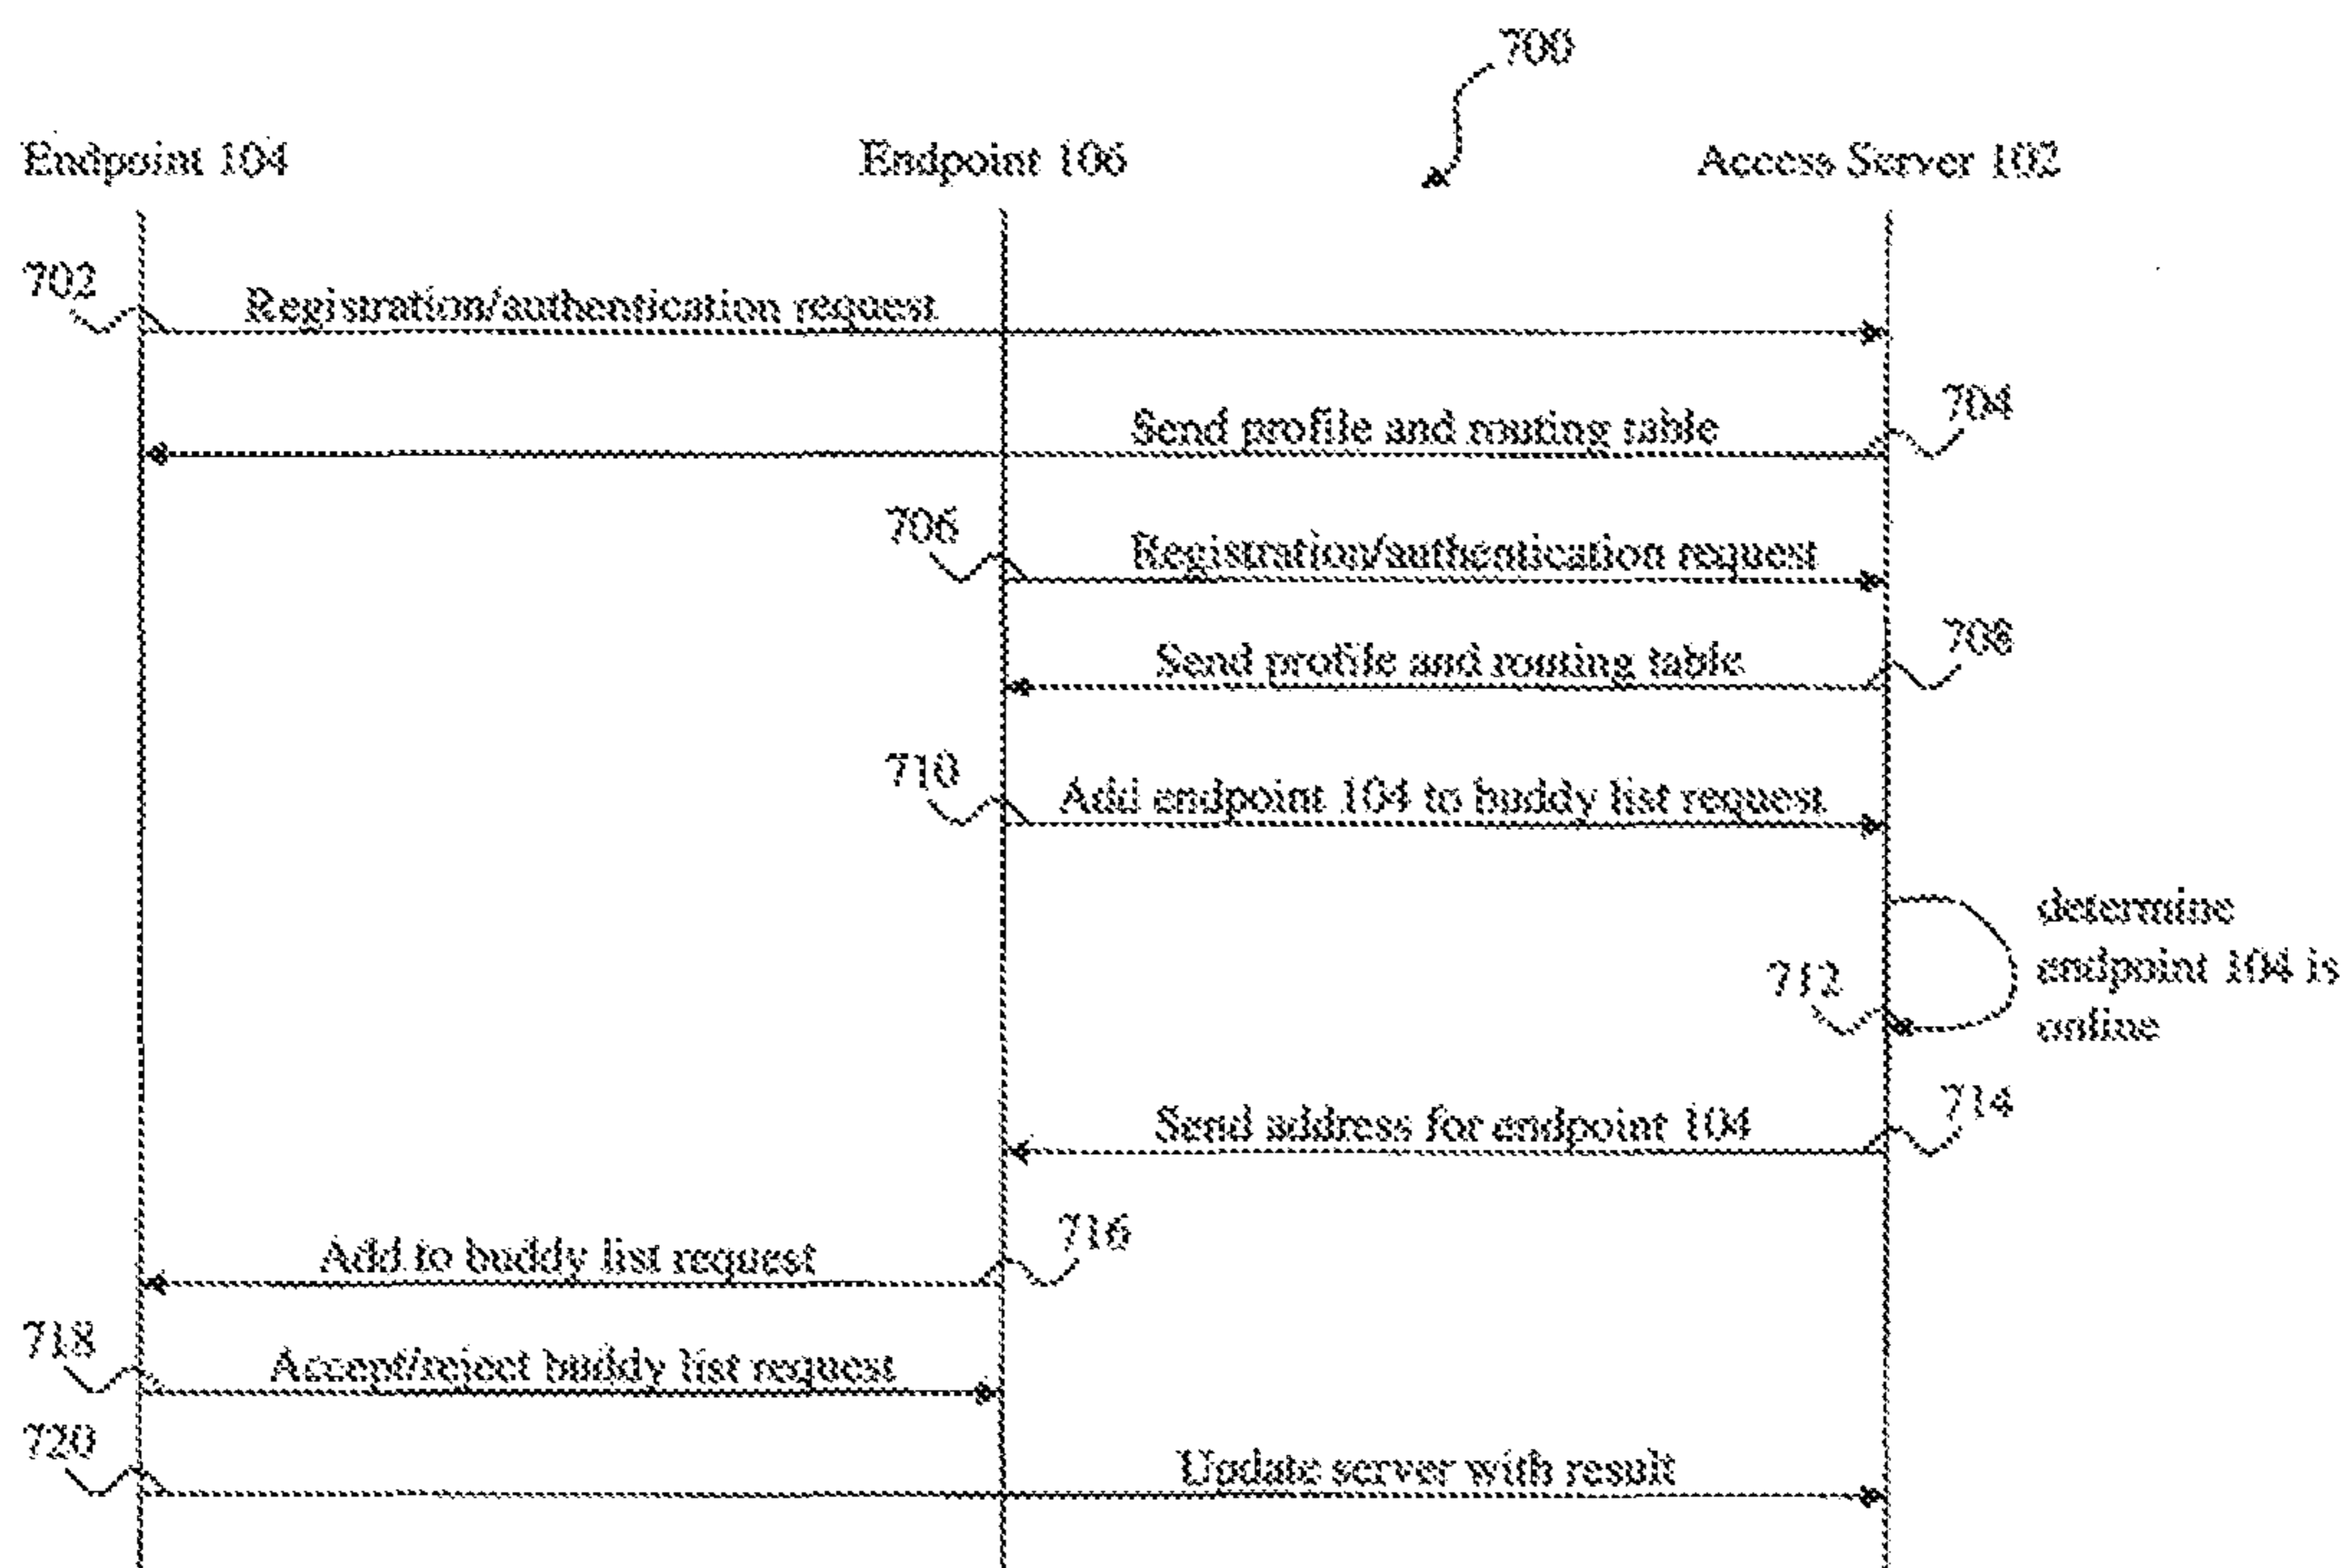 700
Endpoint 104
Endpoint 106
Access Server 102
702
Registration/authentication request
704
Send profile and routing table
706
Registration/authentication request
708
Send profile and routing table
710
Add endpoint 104 to buddy list request
determine
endpoint 104 is
online
712
714
Send address for endpoint 104
716
Add to buddy list request
718
Accept/reject buddy list request
720
Update server with result